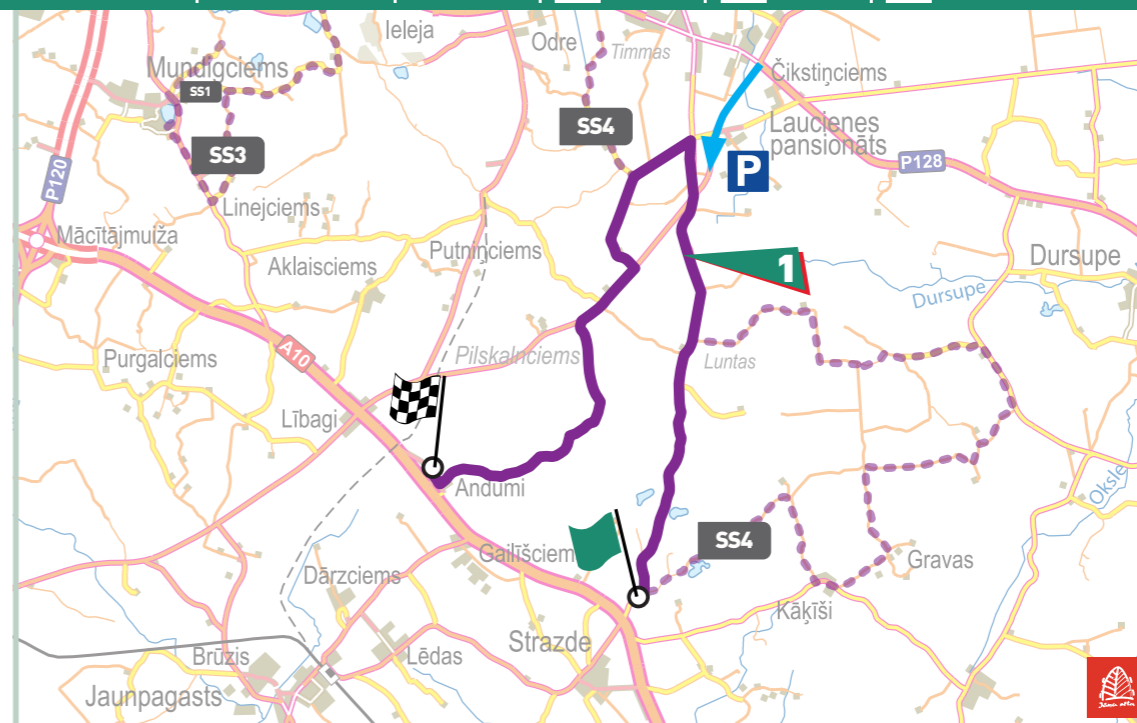 Ieleja
Odre
Timmas
Mundigciems
SS1
Čikstiņciems
SS4
Laucienes
pansionāts
SS3
P
P128
P120
Linejciems
Mācītājmuiža
Putniņciems
Aklaisciems
1
Dursupe
Dursupe
A10
Purgalciems
Pilskalnciems
Luntas
Lībagi
Andumi
Oksle
Gailīšciem
SS4
Gravas
Dārzciems
Kāķīši
Strazde
Brūzis
Lēdas
Jaunpagasts